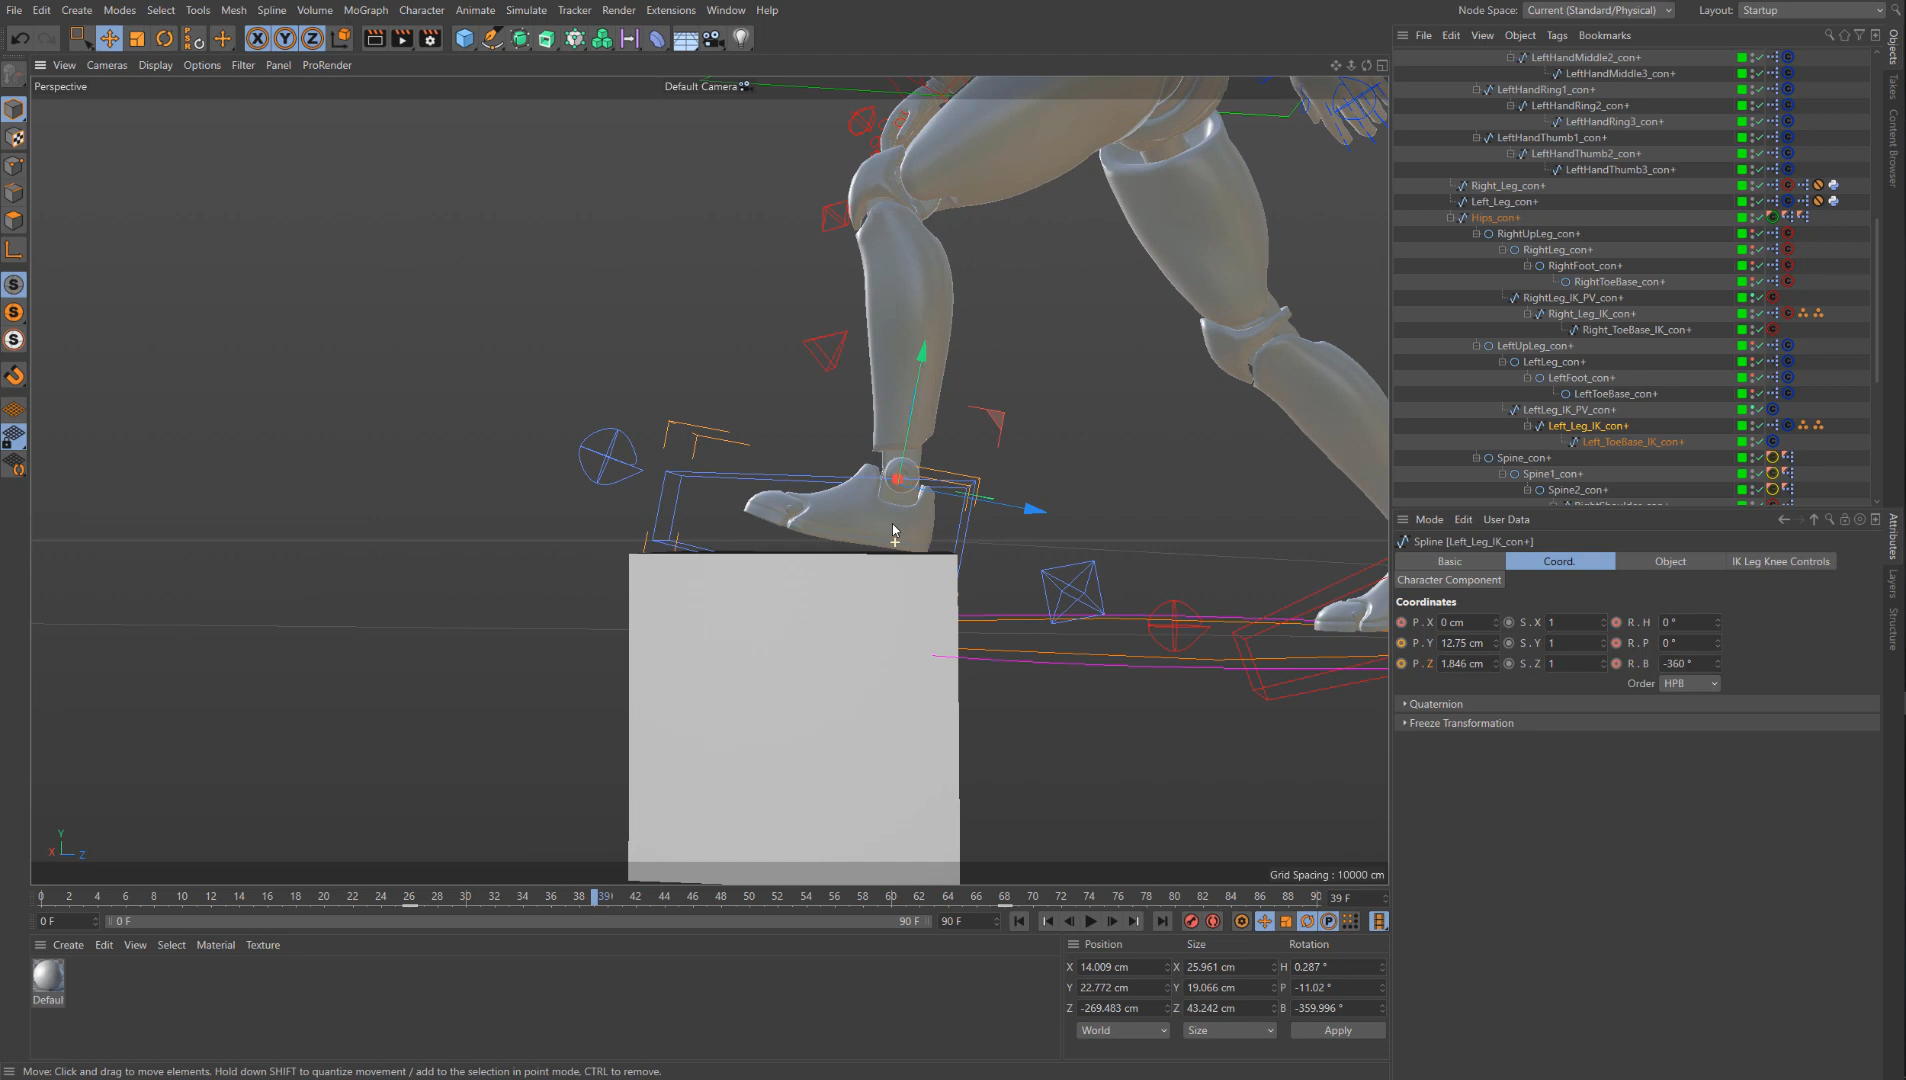 File Edit Create Modes Select Tools Mesh Spline Volume MoGraph Character Animate Simulate Tracker Render Extensions Window Help
Node Space: Current (Standard/Physical) Layout: Startup
View Cameras Display Options Filter Panel ProRender
Perspective
Default Camera
Grid Spacing : 10000 cm
Y
X
Z
File Edit View Object Tags Bookmarks
LeftHandMiddle2_con+
LeftHandMiddle3_con+
LeftHandRing1_con+
LeftHandRing2_con+
LeftHandRing3_con+
LeftHandThumb1_con+
LeftHandThumb2_con+
LeftHandThumb3_con+
Right_Leg_con+
Left_Leg_con+
Hips_con+
RightUpLeg_con+
RightLeg_con+
RightFoot_con+
RightToeBase_con+
RightLeg_IK_PV_con+
Right_Leg_IK_con+
Right_ToeBase_IK_con+
LeftUpLeg_con+
LeftLeg_con+
LeftFoot_con+
LeftToeBase_con+
LeftLeg_IK_PV_con+
Left_Leg_IK_con+
Left_ToeBase_IK_con+
Spine_con+
Spine1_con+
Spine2_con+
Objects
Takes
Content Browser
Mode Edit User Data
Spline [Left_Leg_IK_con+]
Basic Coord. Object IK Leg Knee Controls
Character Component
Coordinates
P . X 0 cm S . X 1 R . H 0 °
P . Y 12.75 cm S . Y 1 R . P 0 °
P . Z 1.846 cm S . Z 1 R . B -360 °
Order HPB
Quaternion
Freeze Transformation
Attributes
Layers
Structure
0 2 4 6 8 10 12 14 16 18 20 22 24 26 28 30 32 34 36 38 39 42 44 46 48 50 52 54 56 58 60 62 64 66 68 70 72 74 76 78 80 82 84 86 88 90 39 F
0 F 0 F 90 F 90 F
Create Edit View Select Material Texture
Defaul
Position Size Rotation
X 14.009 cm X 25.961 cm H 0.287 °
Y 22.772 cm Y 19.066 cm P -11.02 °
Z -269.483 cm Z 43.242 cm B -359.996 °
World Size Apply
Move: Click and drag to move elements. Hold down SHIFT to quantize movement / add to the selection in point mode, CTRL to remove.